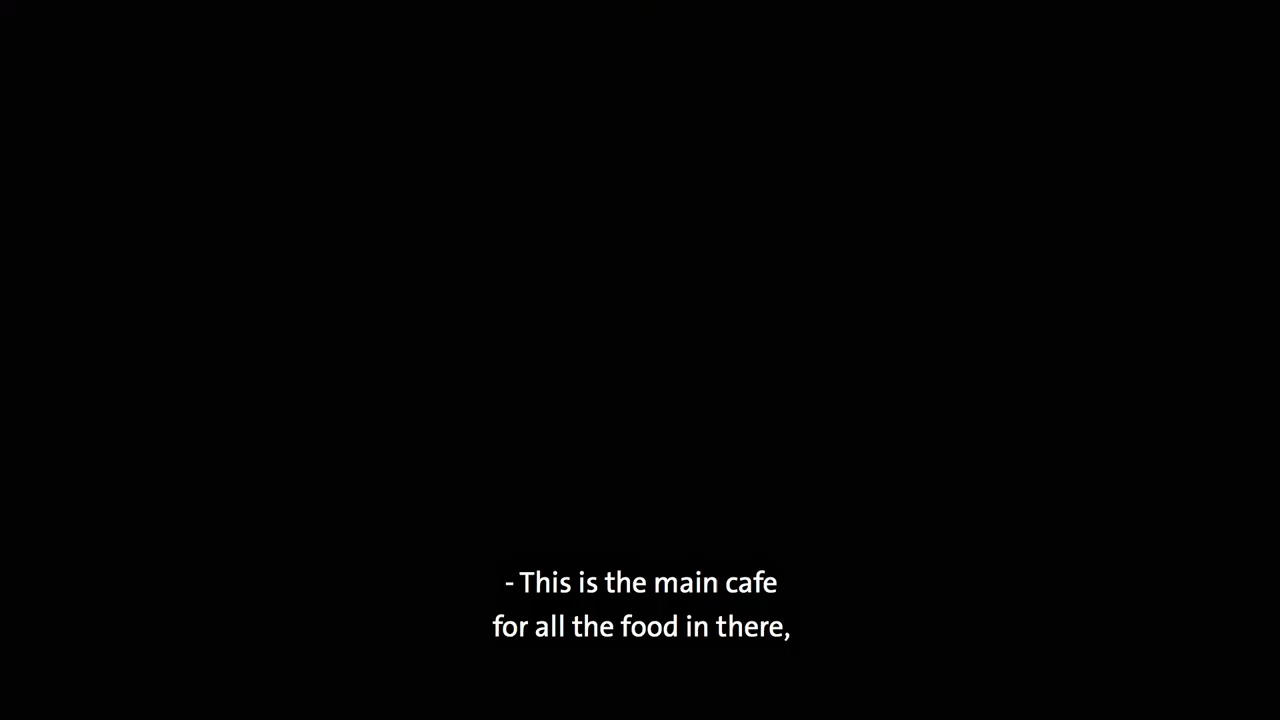 - This is the main cafe
for all the food in there,